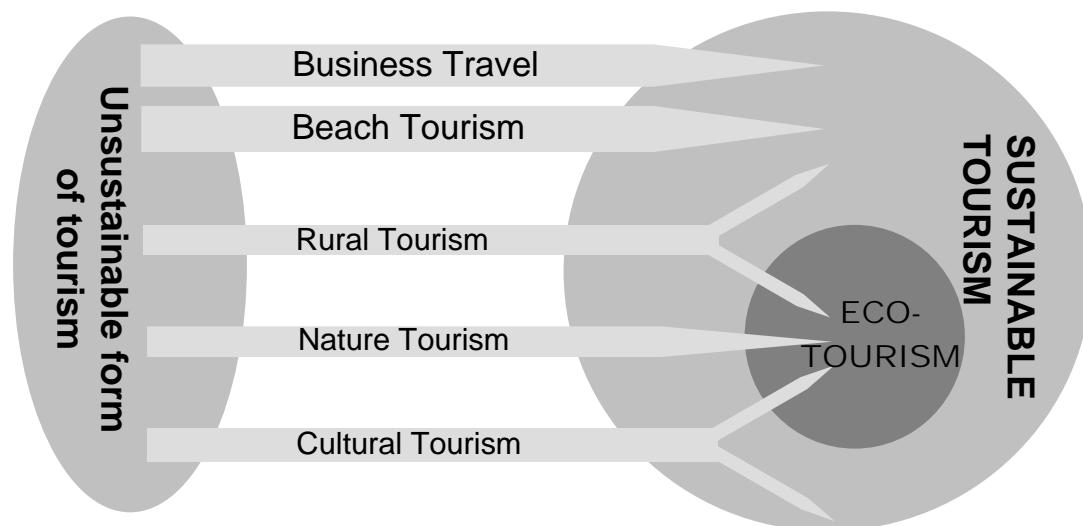 Unsustainable form
of tourism
Business Travel
Beach Tourism
Rural Tourism
Nature Tourism
Cultural Tourism
ECO-
TOURISM
SUSTAINABLE
TOURISM